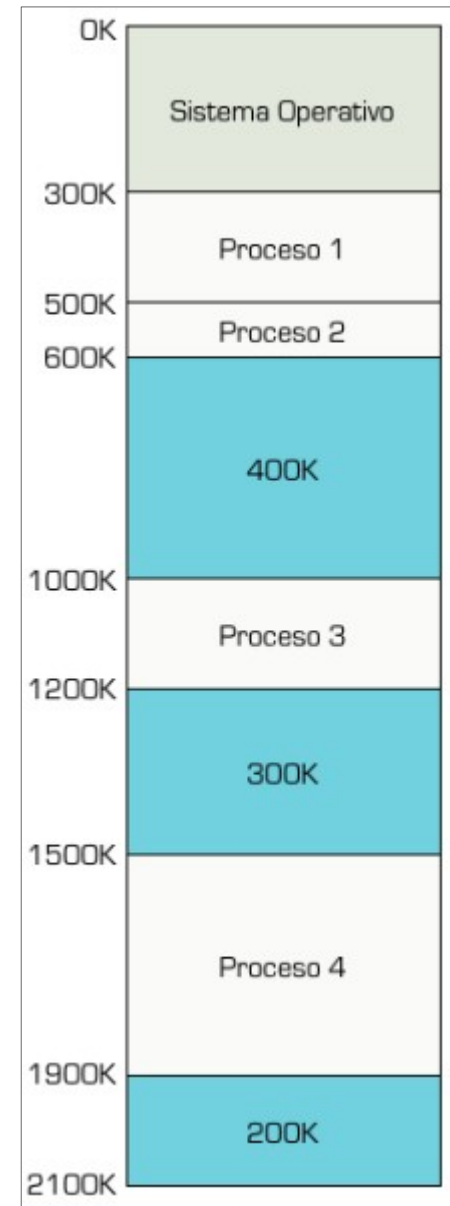 0K
Sistema Operativo
300K
Proceso 1
500K
Proceso 2
600K
400K
1000K
Proceso 3
1200K
300K
1500K
Proceso 4
1900K
200K
2100K